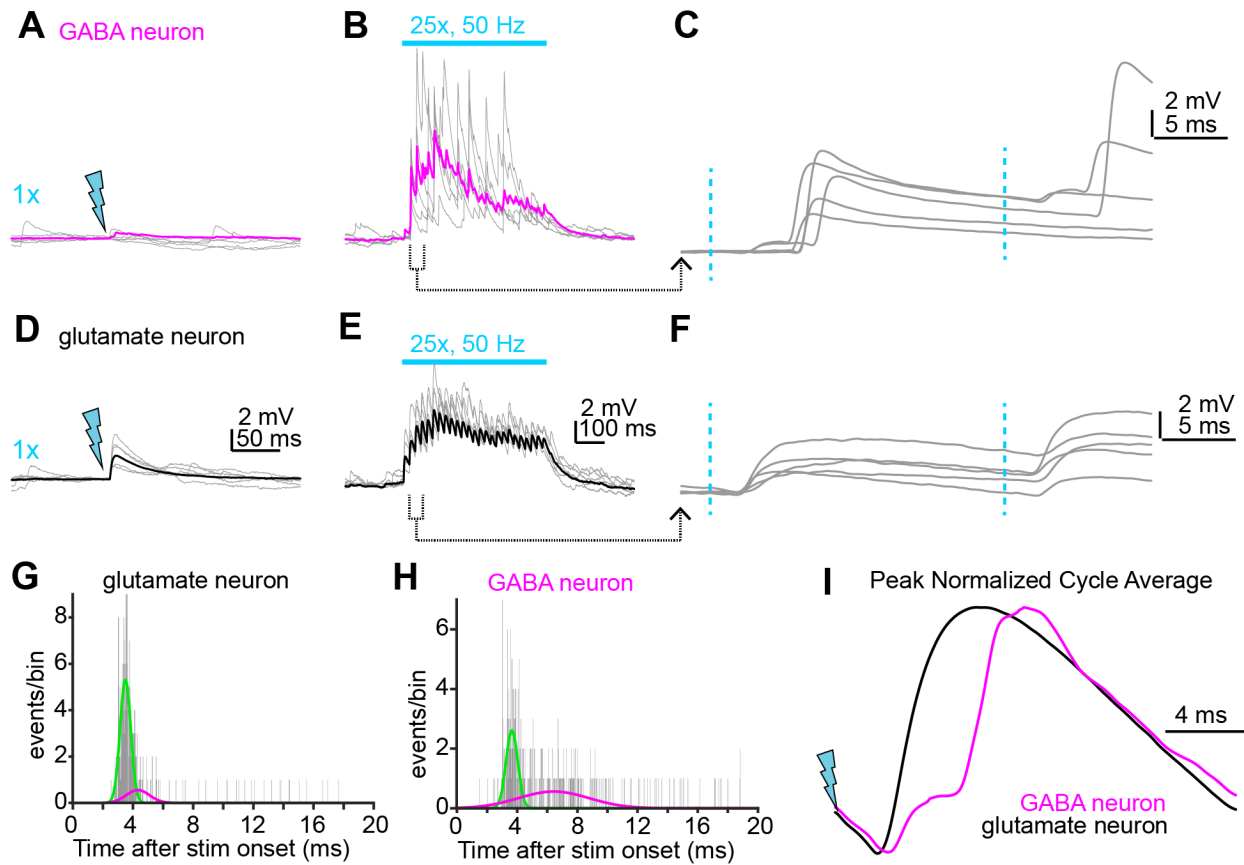 A GABA neuron
1x
B
25x, 50 Hz
C
2 mV
5 ms
D glutamate neuron
1x
2 mV
50 ms
E
25x, 50 Hz
2 mV
100 ms
F
2 mV
5 ms
G glutamate neuron
8
6
4
2
0
events/bin
0 4 8 12 16 20
Time after stim onset (ms)
H GABA neuron
6
4
2
0
events/bin
0 4 8 12 16 20
Time after stim onset (ms)
I Peak Normalized Cycle Average
4 ms
GABA neuron
glutamate neuron